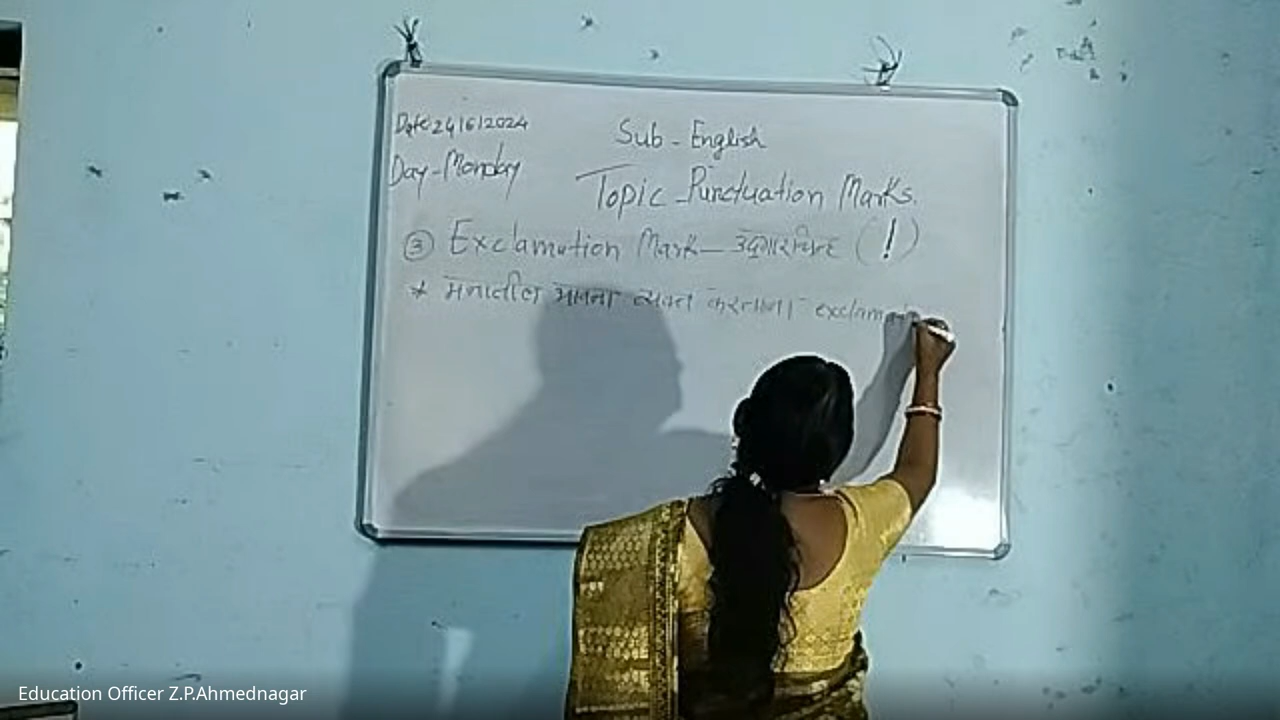 Date 24/6/2024
Day-Monday
Sub - English
Topic - Punctuation Marks.
③ Exclamation Mark — उद्गारचिन्ह (!)
* मनातील भावना व्यक्त करताना exclama
Education Officer Z.P.Ahmednagar